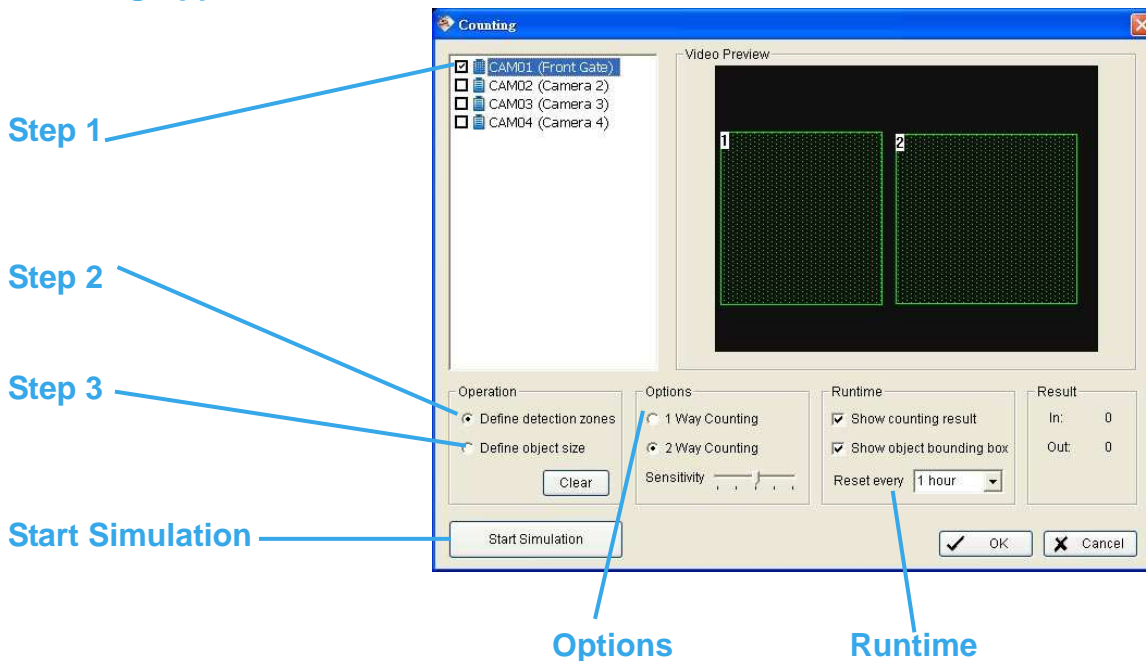 Counting
CAM01 (Front Gate)
CAM02 (Camera 2)
CAM03 (Camera 3)
CAM04 (Camera 4)
Video Preview
1
2
Step 1
Step 2
Step 3
Operation
Define detection zones
Define object size
Clear
Options
1 Way Counting
2 Way Counting
Sensitivity
Runtime
Show counting result
Show object bounding box
Reset every 1 hour
Result
In: 0
Out: 0
Start Simulation
Start Simulation
OK
Cancel
Options
Runtime